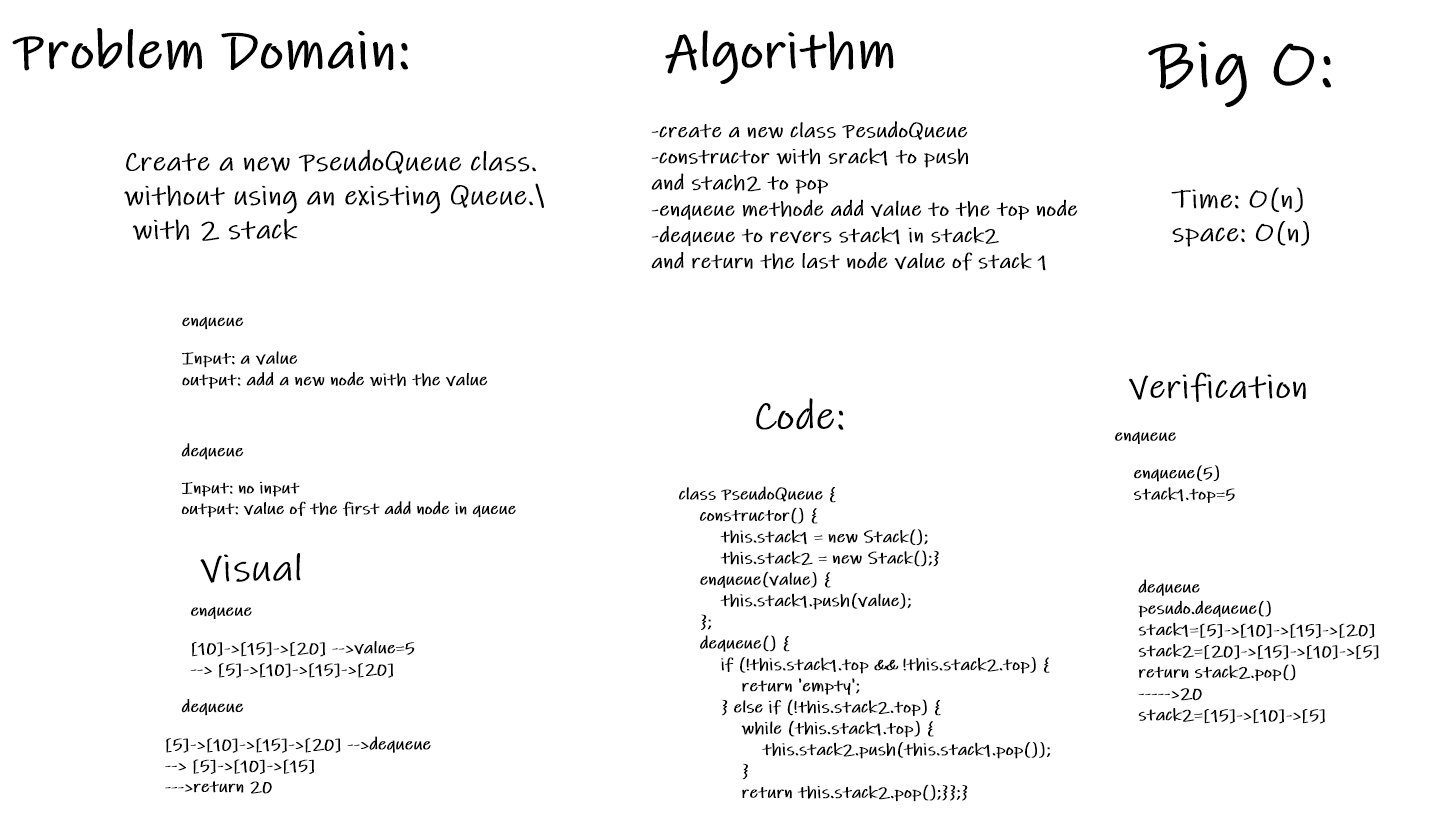 Problem Domain:
Create a new PseudoQueue class.
without using an existing Queue.\
with 2 stack
enqueue
Input: a value
output: add a new node with the value
dequeue
Input: no input
output: value of the first add node in queue
Visual
enqueue
[10]->[15]->[20] -->value=5
--> [5]->[10]->[15]->[20]
dequeue
[5]->[10]->[15]->[20] -->dequeue
--> [5]->[10]->[15]
--->return 20
Algorithm
-create a new class PesudoQueue
-constructor with srack1 to push
and stach2 to pop
-enqueue methode add value to the top node
-dequeue to revers stack1 in stack2
and return the last node value of stack 1
Code:
class PseudoQueue {
constructor() {
this.stack1 = new Stack();
this.stack2 = new Stack();}
enqueue(value) {
this.stack1.push(value);
};
dequeue() {
if (!this.stack1.top && !this.stack2.top) {
return 'empty';
} else if (!this.stack2.top) {
while (this.stack1.top) {
this.stack2.push(this.stack1.pop());
}
return this.stack2.pop();}};}
Big O:
Time: O(n)
space: O(n)
Verification
enqueue
enqueue(5)
stack1.top=5
dequeue
pesudo.dequeue()
stack1=[5]->[10]->[15]->[20]
stack2=[20]->[15]->[10]->[5]
return stack2.pop()
----->20
stack2=[15]->[10]->[5]